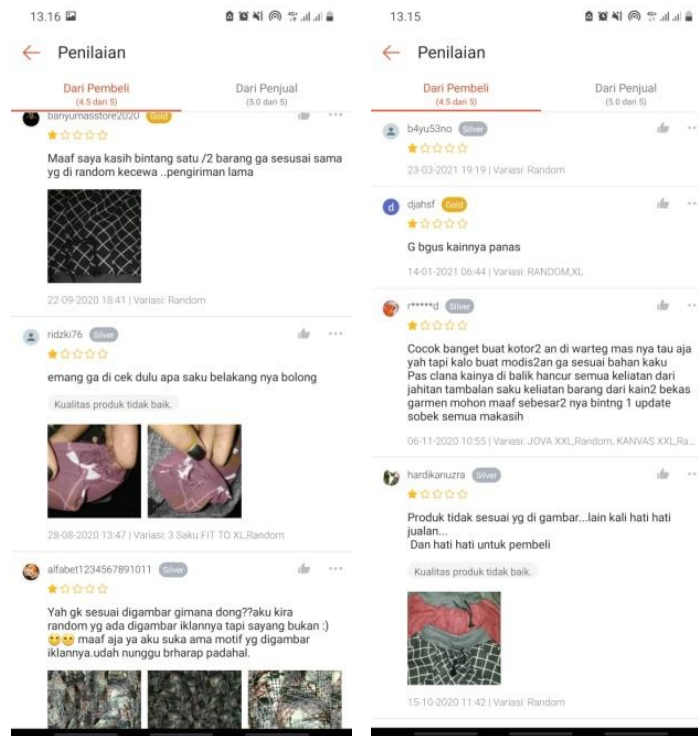 13.16
Penilaian
Dari Pembeli
(4.5 dari 5)
Dari Penjual
(5.0 dari 5)
banyumasstore2020 Gold
Maaf saya kasih bintang satu /2 barang ga sesusai sama
yg di random kecewa ..pengiriman lama
22-09-2020 18:41 | Variasi: Random
ridzki76 Silver
emang ga di cek dulu apa saku belakang nya bolong
Kualitas produk tidak baik.
28-08-2020 13:47 | Variasi: 3 Saku FIT TO XL,Random
alfabet1234567891011 Silver
Yah gk sesuai digambar gimana dong??aku kira
random yg ada digambar iklannya tapi sayang bukan :)
😬😬 maaf aja ya aku suka ama motif yg digambar
iklannya.udah nunggu brharap padahal.
13.15
Penilaian
Dari Pembeli
(4.5 dari 5)
Dari Penjual
(5.0 dari 5)
b4yu53no Silver
23-03-2021 19:19 | Variasi: Random
d djahsf Gold
G bgus kainnya panas
14-01-2021 06:44 | Variasi: RANDOM,XL
r*****d Silver
Cocok banget buat kotor2 an di warteg mas nya tau aja
yah tapi kalo buat modis2an ga sesuai bahan kaku
Pas clana kainya di balik hancur semua keliatan dari
jahitan tambalan saku keliatan barang dari kain2 bekas
garmen mohon maaf sebesar2 nya bintng 1 update
sobek semua makasih
06-11-2020 10:55 | Variasi: JOVA XXL,Random, KANVAS XXL,Ra...
hardikanuzra Silver
Produk tidak sesuai yg di gambar...lain kali hati hati
jualan...
Dan hati hati untuk pembeli
Kualitas produk tidak baik.
15-10-2020 11:42 | Variasi: Random